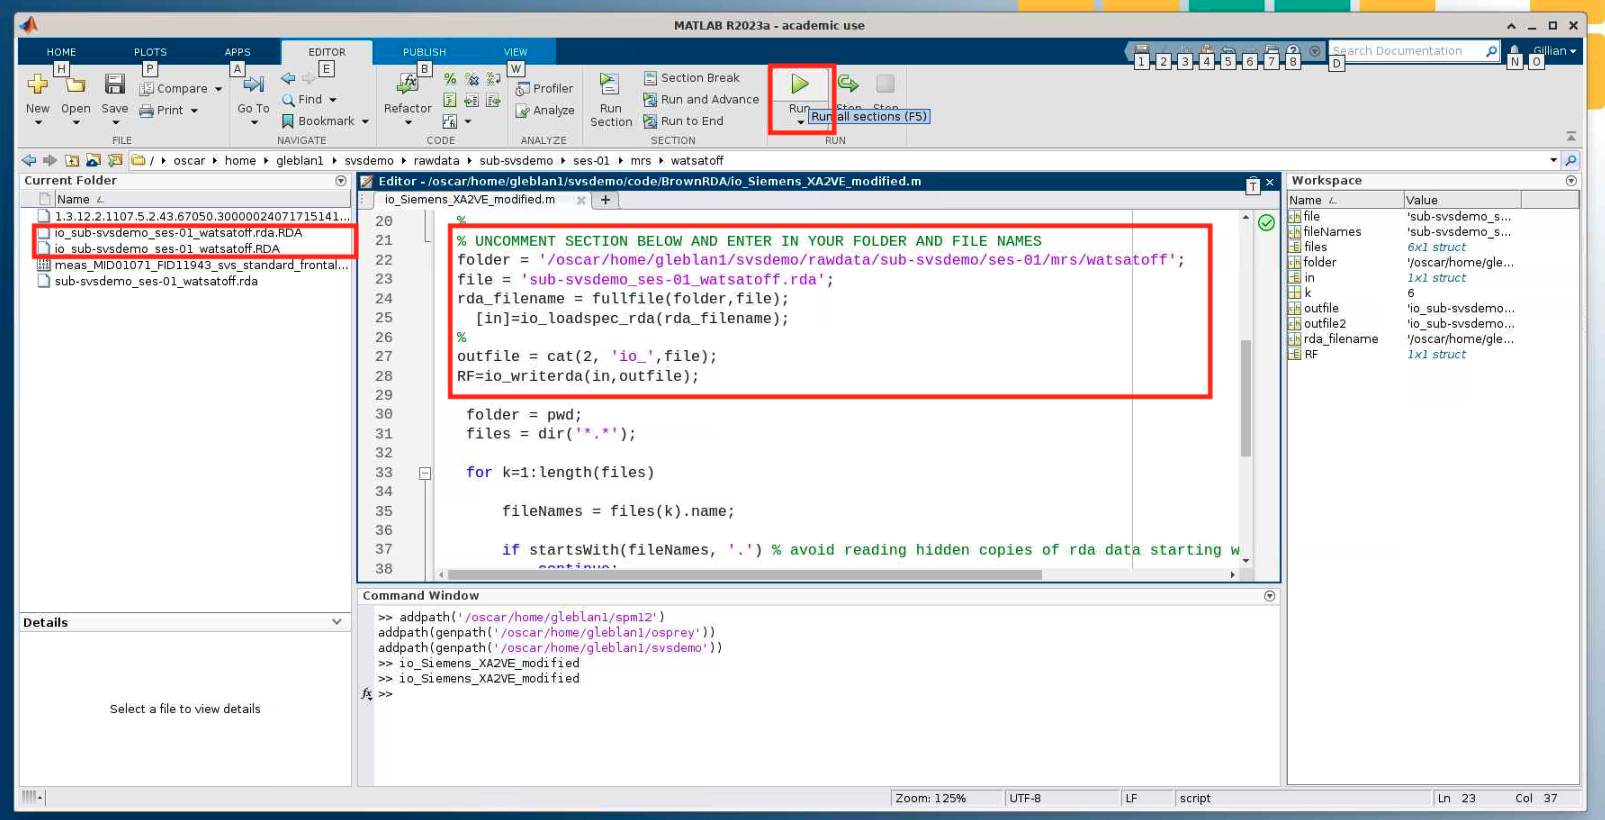 MATLAB R2023a - academic use
HOME PLOTS APPS EDITOR PUBLISH VIEW
Search Documentation
Gillian
H P A E B W 1 2 3 4 5 6 7 8 D N O
New Open Save
Compare
Print
FILE
Go To
Find
Bookmark
NAVIGATE
Refactor
CODE
Profiler
Analyze
ANALYZE
Run Section
Section Break
Run and Advance
Run to End
SECTION
Run Step Stop
Run all sections (F5)
RUN
/ oscar home gleblan1 svsdemo rawdata sub-svsdemo ses-01 mrs watsatoff
Current Folder
Name
1.3.12.2.1107.5.2.43.67050.30000024071715141...
io_sub-svsdemo_ses-01_watsatoff.rda.RDA
io_sub-svsdemo_ses-01_watsatoff.RDA
meas_MID01071_FID11943_svs_standard_frontal...
sub-svsdemo_ses-01_watsatoff.rda
Details
Select a file to view details
Editor - /oscar/home/gleblan1/svsdemo/code/BrownRDA/io_Siemens_XA2VE_modified.m
T
io_Siemens_XA2VE_modified.m
20 %
21 % UNCOMMENT SECTION BELOW AND ENTER IN YOUR FOLDER AND FILE NAMES
22 folder = '/oscar/home/gleblan1/svsdemo/rawdata/sub-svsdemo/ses-01/mrs/watsatoff';
23 file = 'sub-svsdemo_ses-01_watsatoff.rda';
24 rda_filename = fullfile(folder,file);
25 [in]=io_loadspec_rda(rda_filename);
26 %
27 outfile = cat(2, 'io_',file);
28 RF=io_writerda(in,outfile);
29
30 folder = pwd;
31 files = dir('*.*');
32
33 for k=1:length(files)
34
35 fileNames = files(k).name;
36
37 if startsWith(fileNames, '.') % avoid reading hidden copies of rda data starting w
38 continue;
Command Window
>> addpath('/oscar/home/gleblan1/spm12')
addpath(genpath('/oscar/home/gleblan1/osprey'))
addpath(genpath('/oscar/home/gleblan1/svsdemo'))
>> io_Siemens_XA2VE_modified
>> io_Siemens_XA2VE_modified
fx >>
Workspace
Name Value
file 'sub-svsdemo_s...
fileNames 'sub-svsdemo_s...
files 6x1 struct
folder '/oscar/home/gle...
in 1x1 struct
k 6
outfile 'io_sub-svsdemo...
outfile2 'io_sub-svsdemo...
rda_filename '/oscar/home/gle...
RF 1x1 struct
Zoom: 125% UTF-8 LF script Ln 23 Col 37